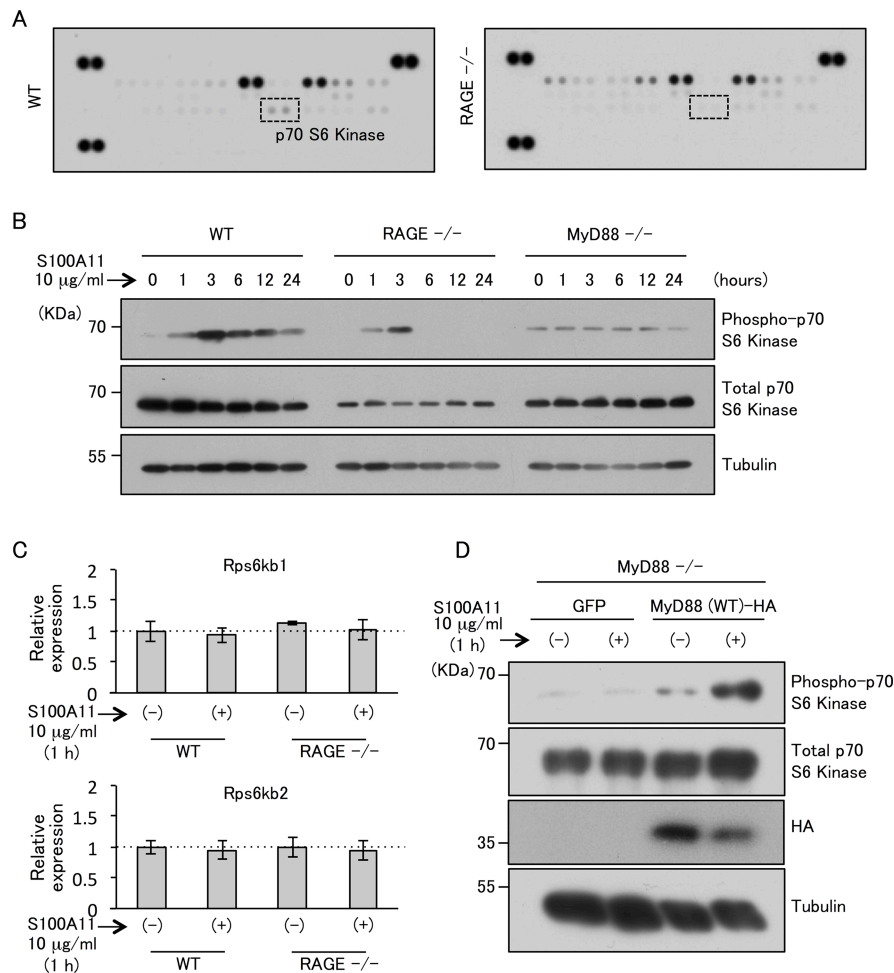 A
WT
p70 S6 Kinase
RAGE −/−
B
WT
RAGE −/−
MyD88 −/−
S100A11
10 μg/ml
0 1 3 6 12 24
0 1 3 6 12 24
0 1 3 6 12 24
(hours)
(KDa)
70
Phospho-p70
S6 Kinase
70
Total p70
S6 Kinase
55
Tubulin
C
Rps6kb1
Relative
expression
2
1.5
1
0.5
0
S100A11
10 μg/ml
(1 h)
(−) (+) (−) (+)
WT
RAGE −/−
Rps6kb2
Relative
expression
2
1.5
1
0.5
0
S100A11
10 μg/ml
(1 h)
(−) (+) (−) (+)
WT
RAGE −/−
D
MyD88 −/−
GFP
MyD88 (WT)-HA
S100A11
10 μg/ml
(1 h)
(−) (+) (−) (+)
(KDa)
70
Phospho-p70
S6 Kinase
70
Total p70
S6 Kinase
35
HA
55
Tubulin